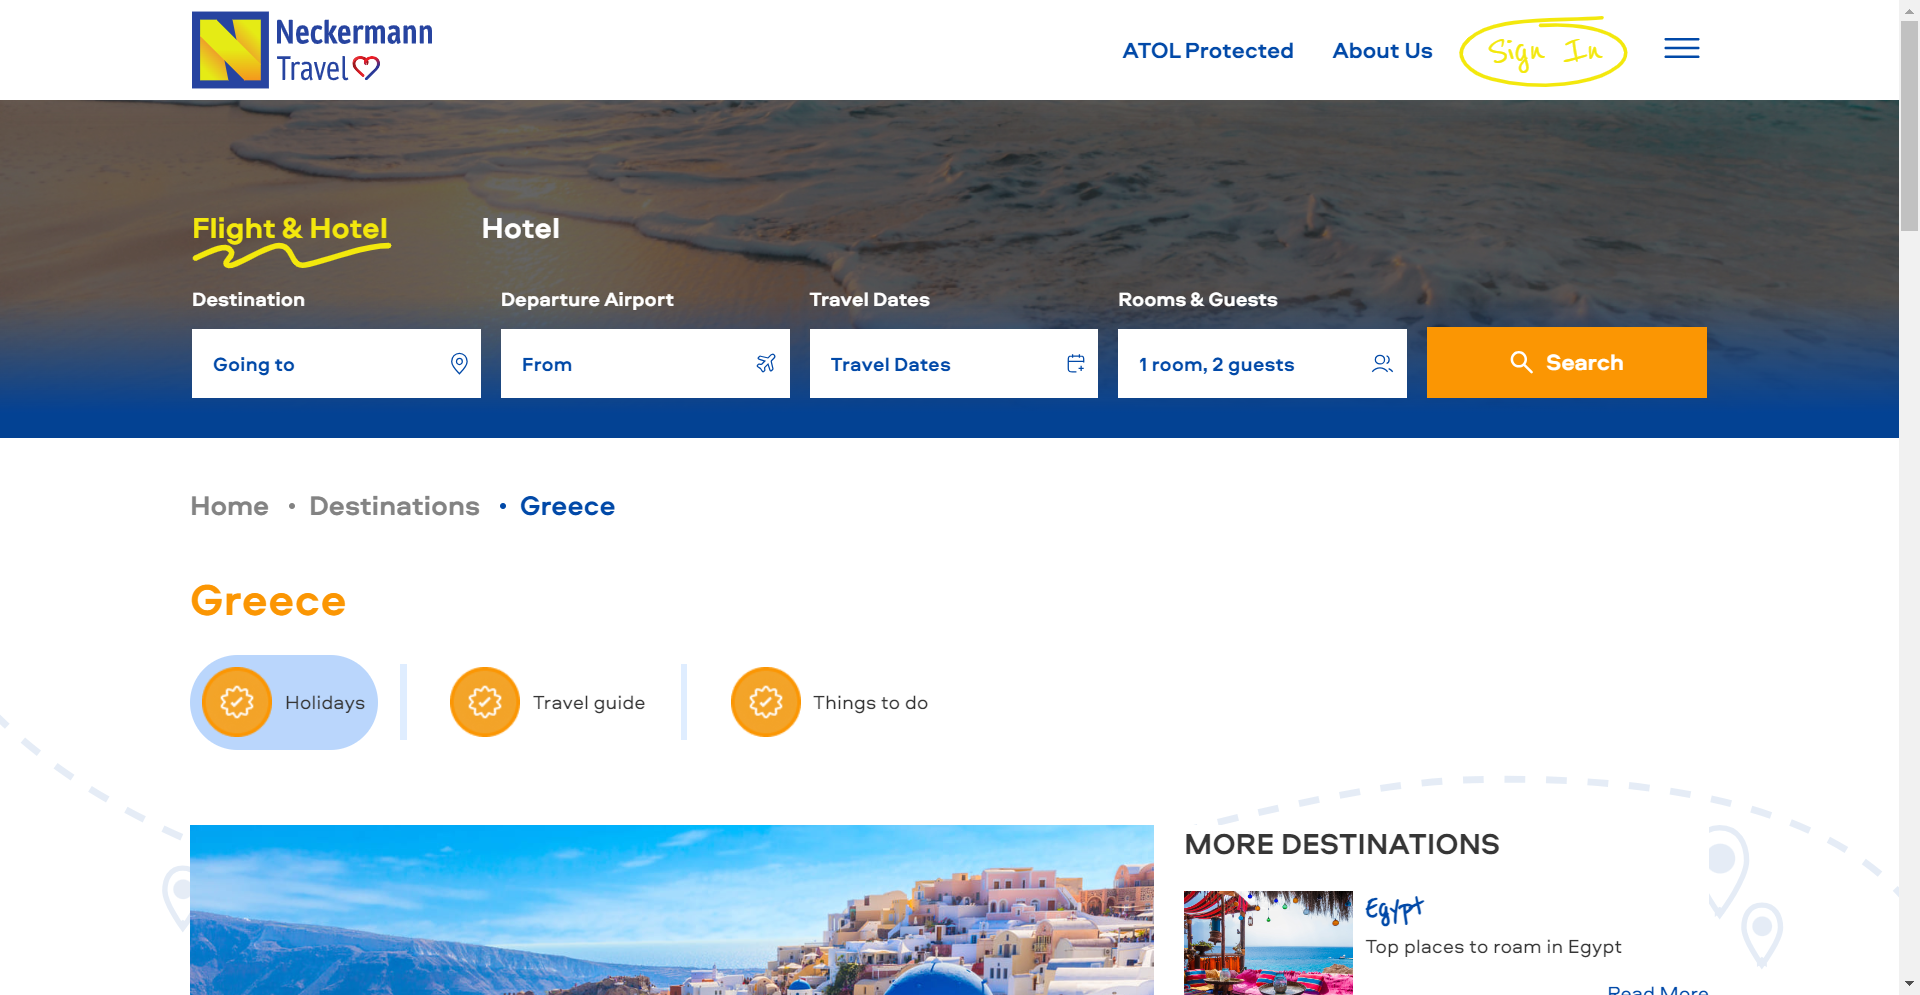 Neckermann
Travel
ATOL Protected
About Us
Sign In
Flight & Hotel
Hotel
Destination
Departure Airport
Travel Dates
Rooms & Guests
Going to
From
Travel Dates
1 room, 2 guests
Search
Home • Destinations • Greece
Greece
Holidays
Travel guide
Things to do
MORE DESTINATIONS
Egypt
Top places to roam in Egypt
Read More